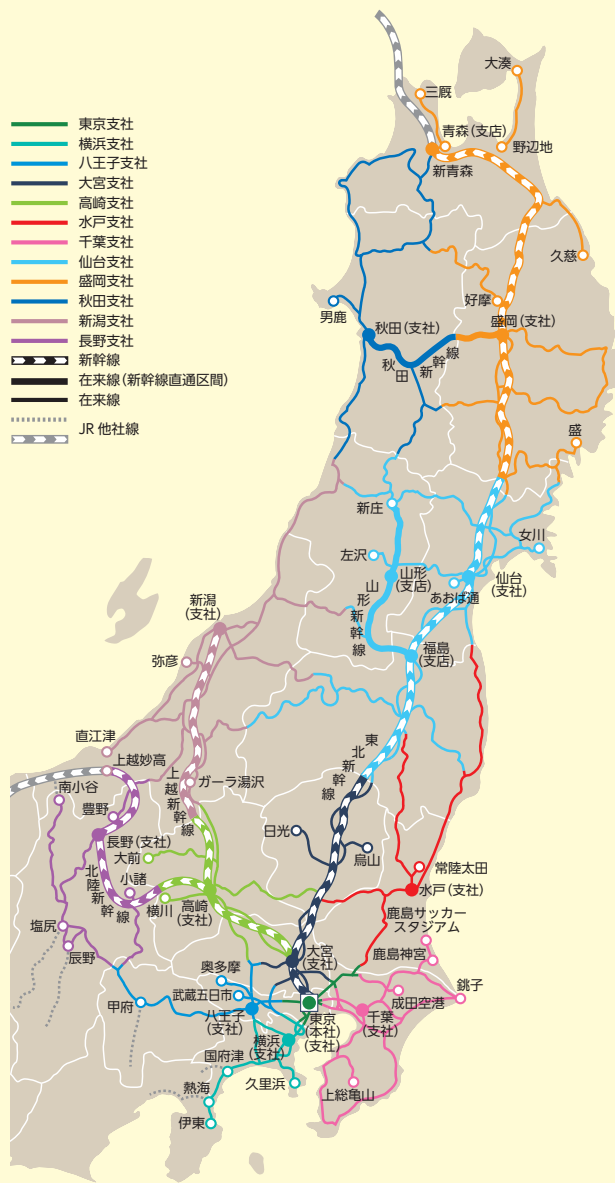 東京支社
横浜支社
八王子支社
大宮支社
高崎支社
水戸支社
千葉支社
仙台支社
盛岡支社
秋田支社
新潟支社
長野支社
新幹線
在来線(新幹線直通区間)
在来線
JR 他社線
大湊
三厩
青森(支店)
野辺地
新青森
久慈
好摩
男鹿
秋田(支社)
盛岡(支社)
秋田新幹線
盛
新庄
女川
左沢
山形
(支店)
仙台
(支社)
あおば通
山形新幹線
新潟
(支社)
福島
(支店)
弥彦
直江津
上越妙高
東北新幹線
南小谷
ガーラ湯沢
上越新幹線
豊野
日光
長野(支社)
烏山
大前
常陸太田
小諸
水戸(支社)
北陸新幹線
横川
高崎
(支社)
鹿島サッカー
スタジアム
塩尻
大宮
(支社)
鹿島神宮
辰野
奥多摩
武蔵五日市
成田空港
銚子
甲府
八王子
(支社)
東京
(本社)
(支社)
千葉
(支社)
横浜
(支社)
国府津
久里浜
上総亀山
熱海
伊東